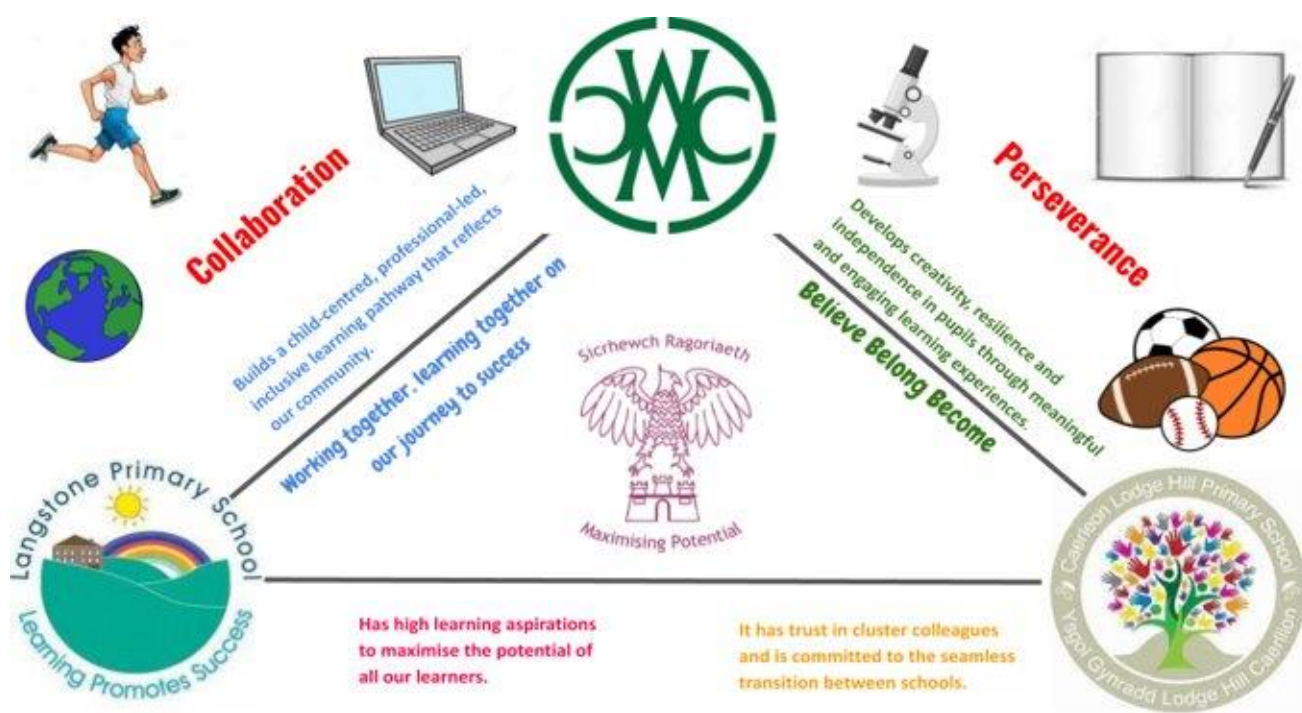 Collaboration
Builds a child-centred, professional-led,
inclusive learning pathway that reflects
our community.
Working together, learning together on
our journey to success
Perseverance
Develops creativity, resilience and
independence in pupils through meaningful
and engaging learning experiences.
Believe Belong Become
Sicrhewch Ragoriaeth
Maximising Potential
Langstone Primary School
Learning Promotes Success
Caerleon Lodge Hill Primary School
Ysgol Gynradd Lodge Hill Caerllion
Has high learning aspirations
to maximise the potential of
all our learners.
It has trust in cluster colleagues
and is committed to the seamless
transition between schools.